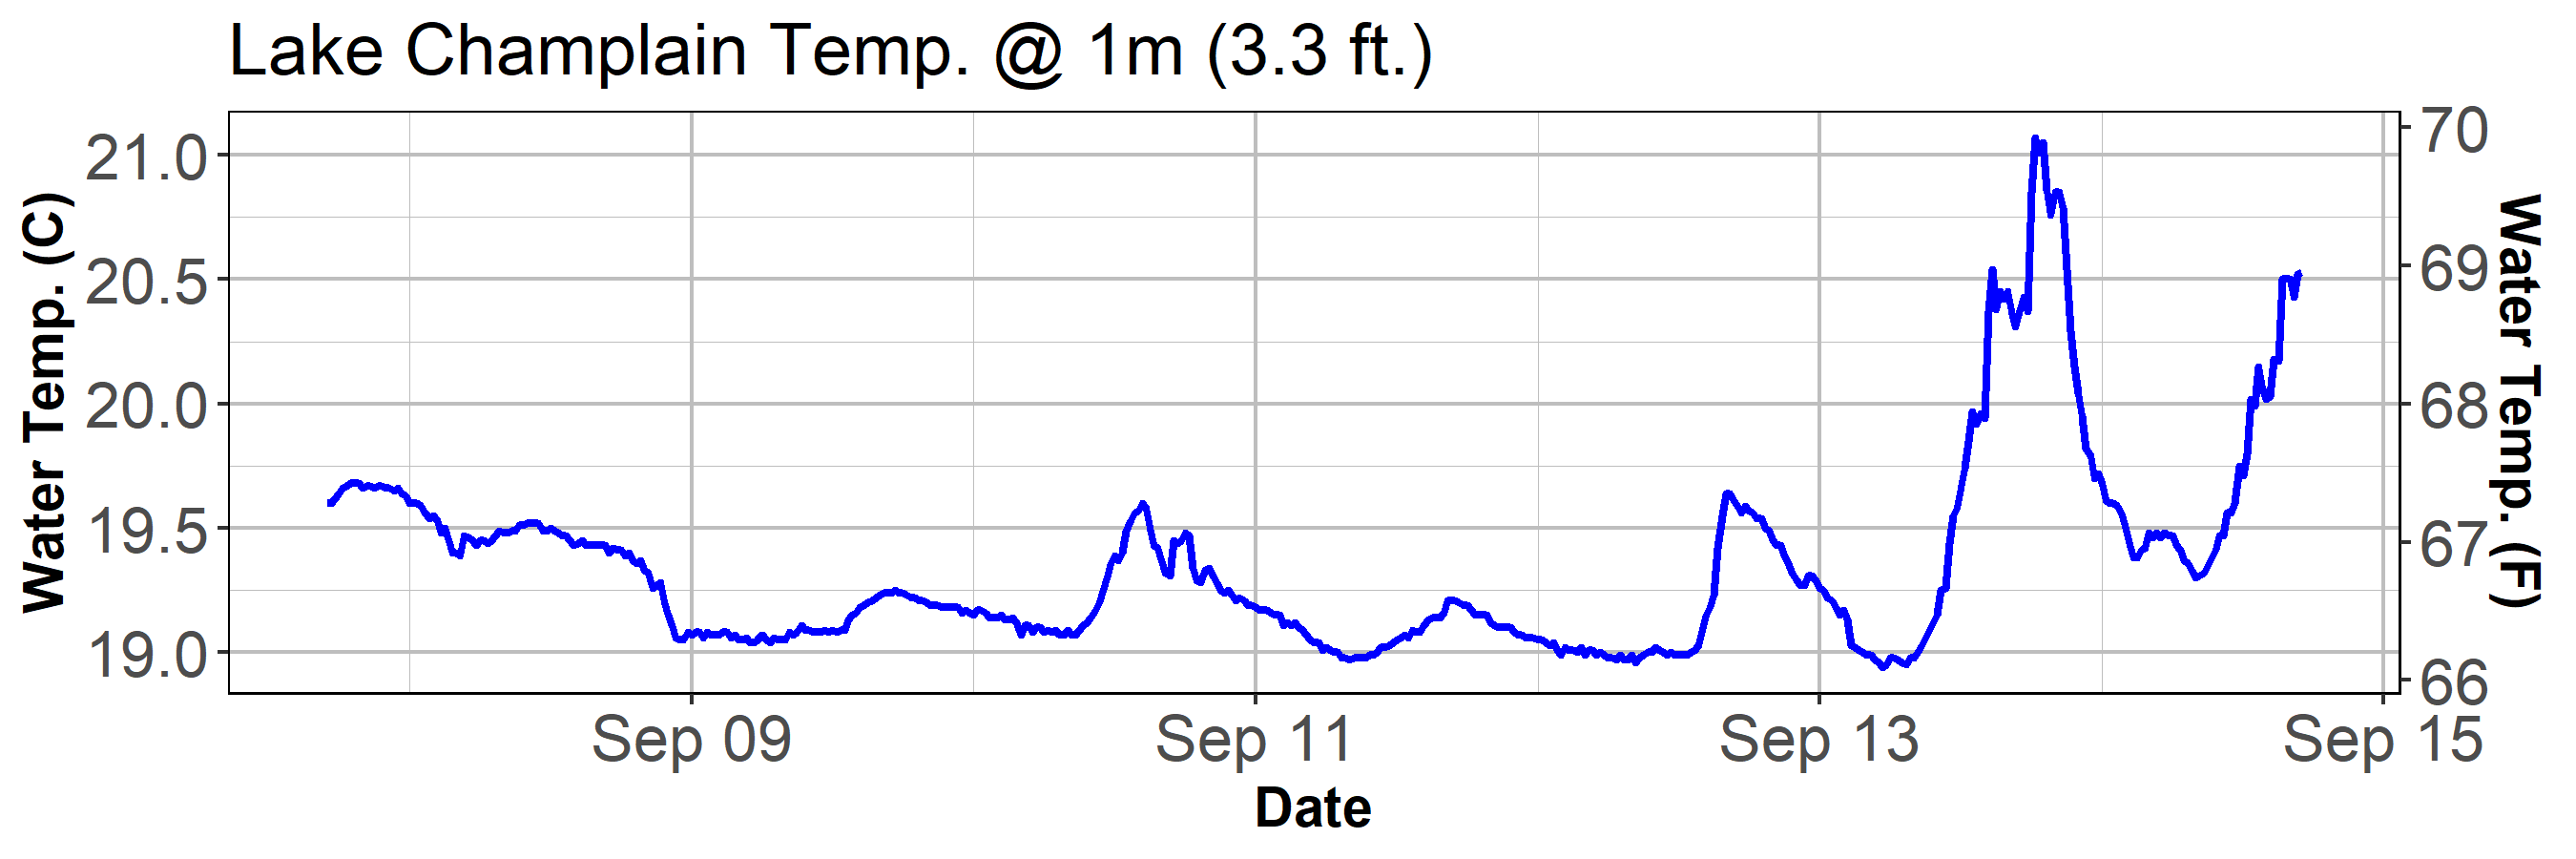 Lake Champlain Temp. @ 1m (3.3 ft.)
Water Temp. (C)
21.0
20.5
20.0
19.5
19.0
70
69
68
67
66
Water Temp. (F)
Sep 09 Sep 11 Sep 13 Sep 15
Date